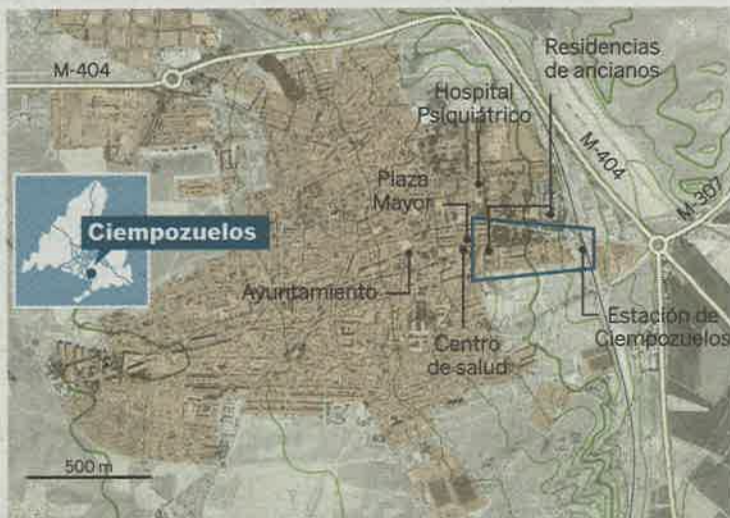 M-404
Residencias
de ancianos
Hospital
Psiquiátrico
M-404
M-307
Plaza
Mayor
Ciempozuelos
Ayuntamiento
Centro
de salud
Estación de
Ciempozuelos
500 m